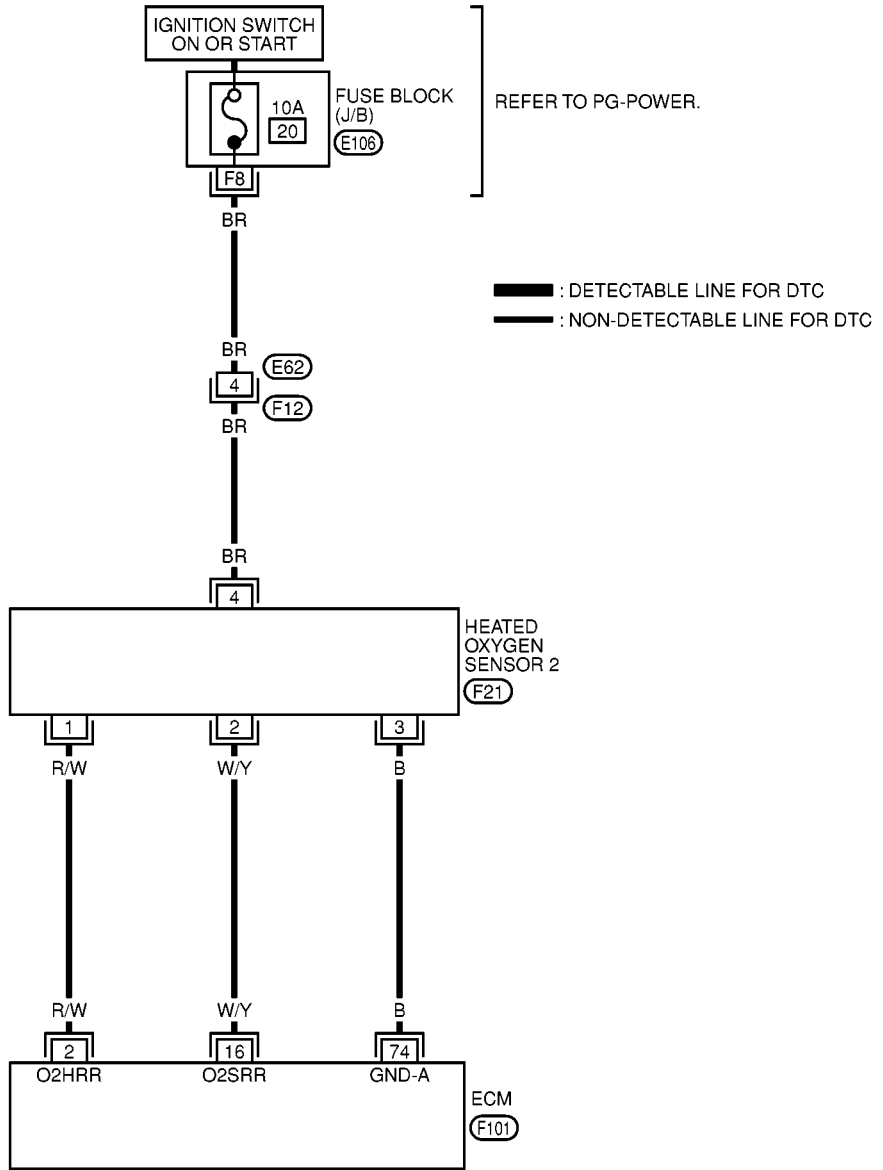 IGNITION SWITCH
ON OR START
FUSE BLOCK
(J/B)
10A
20
E106
REFER TO PG-POWER.
F8
BR
: DETECTABLE LINE FOR DTC
: NON-DETECTABLE LINE FOR DTC
BR
E62
4
F12
BR
BR
4
HEATED
OXYGEN
SENSOR 2
F21
1 2 3
R/W W/Y B
R/W W/Y B
2 16 74
O2HRR O2SRR GND-A
ECM
F101